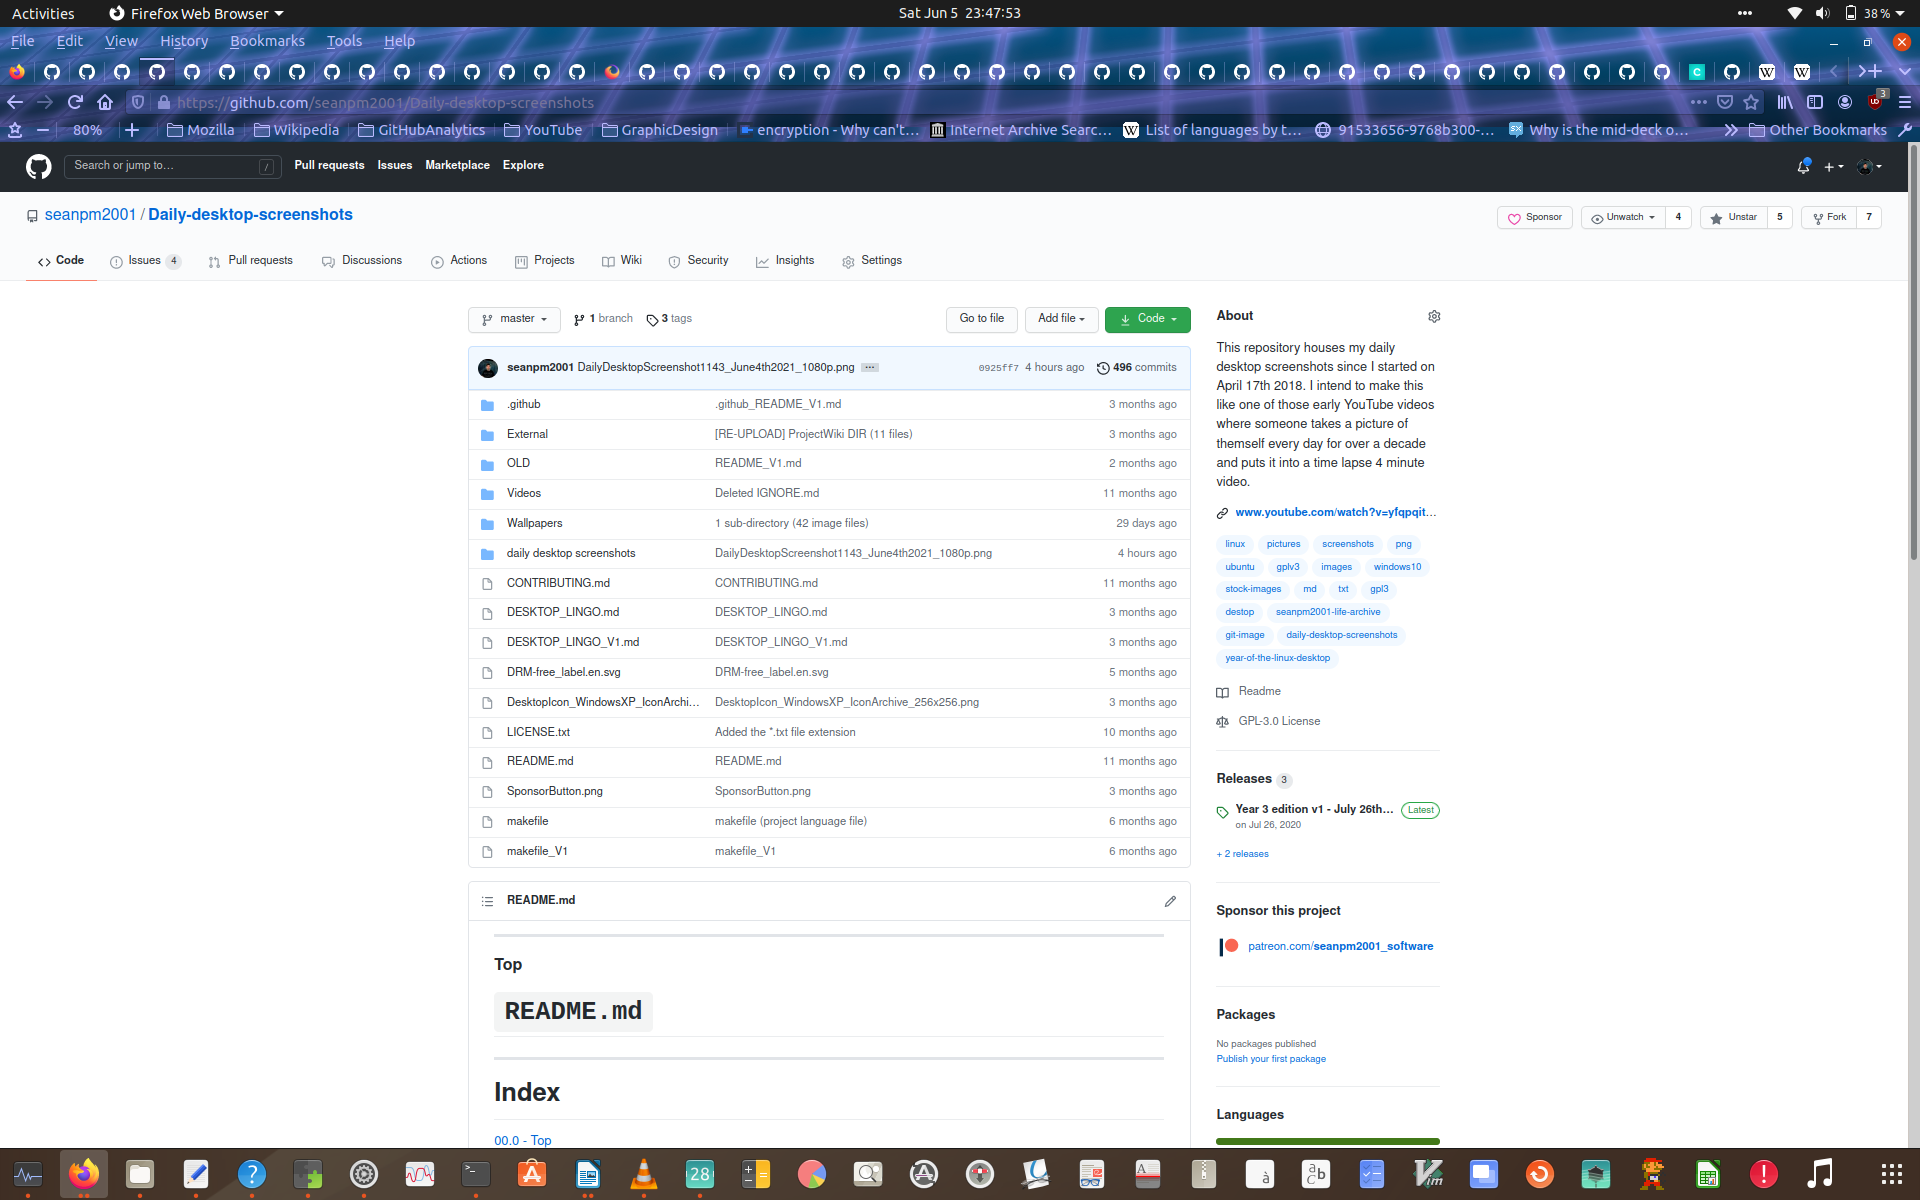 Activities Firefox Web Browser Sat Jun 5 23:47:53 38 %
File Edit View History Bookmarks Tools Help
https://github.com/seanpm2001/Daily-desktop-screenshots 3
80% Mozilla Wikipedia GitHubAnalytics YouTube GraphicDesign encryption - Why can't... Internet Archive Searc... List of languages by t... 91533656-9768b300-... Why is the mid-deck o... Other Bookmarks
Search or jump to... / Pull requests Issues Marketplace Explore
seanpm2001 / Daily-desktop-screenshots Sponsor Unwatch 4 Unstar 5 Fork 7
Code Issues 4 Pull requests Discussions Actions Projects Wiki Security Insights Settings
master 1 branch 3 tags Go to file Add file Code
seanpm2001 DailyDesktopScreenshot1143_June4th2021_1080p.png ... 0925ff7 4 hours ago 496 commits
.github .github_README_V1.md 3 months ago
External [RE-UPLOAD] ProjectWiki DIR (11 files) 3 months ago
OLD README_V1.md 2 months ago
Videos Deleted IGNORE.md 11 months ago
Wallpapers 1 sub-directory (42 image files) 29 days ago
daily desktop screenshots DailyDesktopScreenshot1143_June4th2021_1080p.png 4 hours ago
CONTRIBUTING.md CONTRIBUTING.md 11 months ago
DESKTOP_LINGO.md DESKTOP_LINGO.md 3 months ago
DESKTOP_LINGO_V1.md DESKTOP_LINGO_V1.md 3 months ago
DRM-free_label.en.svg DRM-free_label.en.svg 5 months ago
DesktopIcon_WindowsXP_IconArchi... DesktopIcon_WindowsXP_IconArchive_256x256.png 3 months ago
LICENSE.txt Added the *.txt file extension 10 months ago
README.md README.md 11 months ago
SponsorButton.png SponsorButton.png 3 months ago
makefile makefile (project language file) 6 months ago
makefile_V1 makefile_V1 6 months ago
README.md
Top
README.md
Index
00.0 - Top
About
This repository houses my daily
desktop screenshots since I started on
April 17th 2018. I intend to make this
like one of those early YouTube videos
where someone takes a picture of
themself every day for over a decade
and puts it into a time lapse 4 minute
video.
www.youtube.com/watch?v=yfqpqit...
linux pictures screenshots png
ubuntu gplv3 images windows10
stock-images md txt gpl3
destop seanpm2001-life-archive
git-image daily-desktop-screenshots
year-of-the-linux-desktop
Readme
GPL-3.0 License
Releases 3
Year 3 edition v1 - July 26th... Latest
on Jul 26, 2020
+ 2 releases
Sponsor this project
patreon.com/seanpm2001_software
Packages
No packages published
Publish your first package
Languages
28